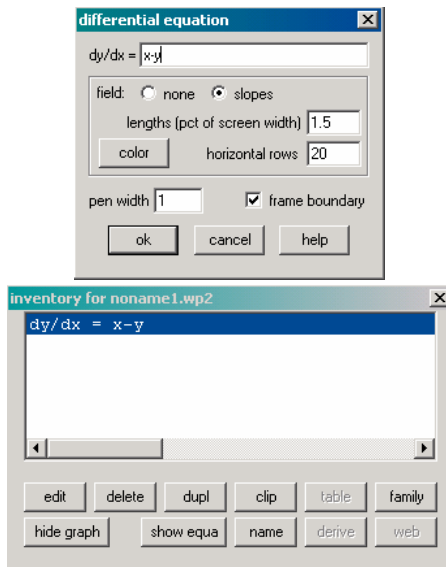 differential equation
dy/dx = x-y
field: none slopes
lengths (pct of screen width) 1.5
color horizontal rows 20
pen width 1 frame boundary
ok cancel help
inventory for noname1.wp2
dy/dx = x-y
edit delete dupl clip table family
hide graph show equa name derive web